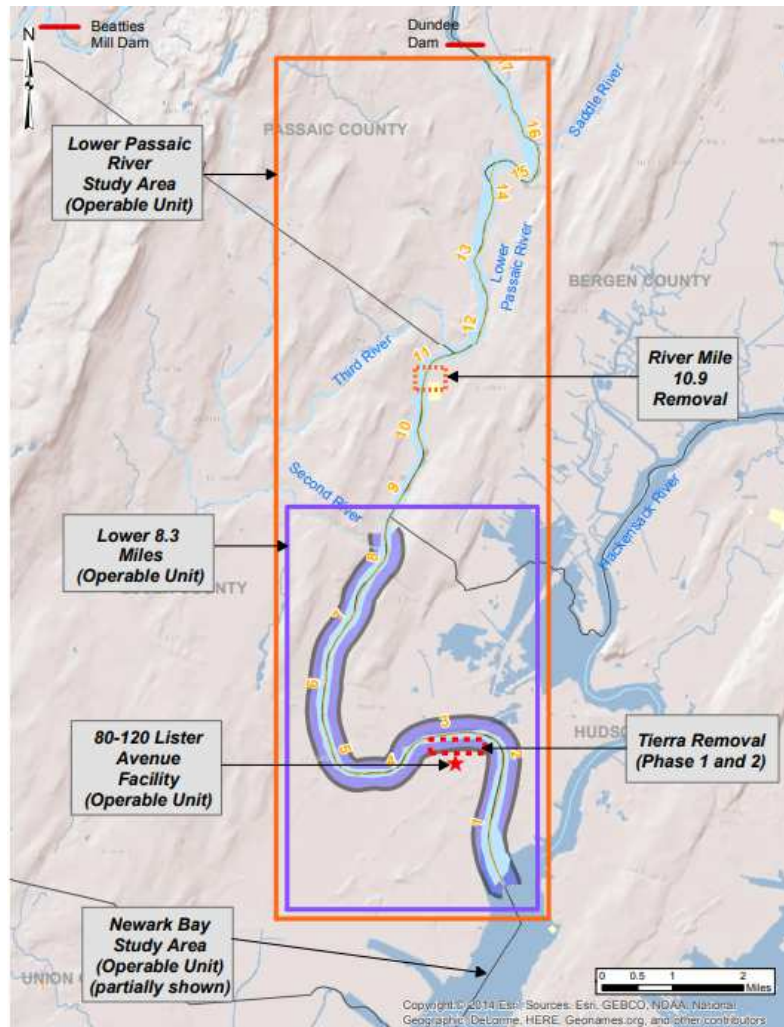 N
Beatties
Mill Dam
Dundee
Dam
17
Saddle River
16
PASSAIC COUNTY
Lower Passaic
River
Study Area
(Operable Unit)
15
14
13
Lower
Passaic River
BERGEN COUNTY
12
11
Third River
River Mile
10.9
Removal
10
9
Second River
Hackensack River
Lower 8.3
Miles
(Operable Unit)
COUNTY
8
7
6
5
4
3
2
1
HUDS
80-120 Lister
Avenue
Facility
(Operable Unit)
Tierra Removal
(Phase 1 and 2)
Newark Bay
Study Area
(Operable Unit)
(partially shown)
UNION
0 0.5 1 2
Miles
Copyright:© 2014 Esri, Sources: Esri, GEBCO, NOAA, National
Geographic, DeLorme, HERE, Geonames.org, and other contributors